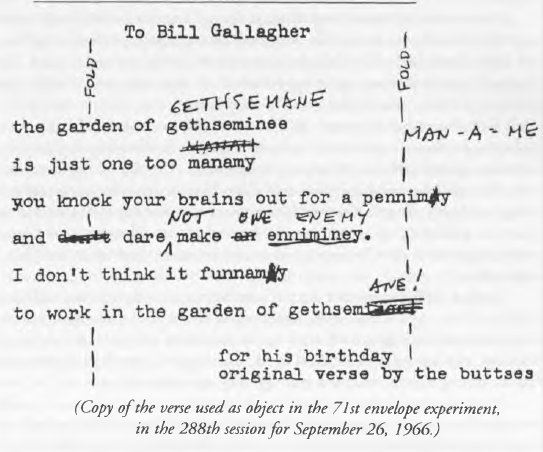 To Bill Gallagher
— FOLD —
— FOLD —
GETHSEMANE
the garden of gethseminee
MAN-A-ME
is just one too manamy
you knock your brains out for a pennimy
NOT ONE ENEMY
and don't dare make an enniminey.
I don't think it funnamy
ANE!
to work in the garden of gethsem
for his birthday
original verse by the buttses
(Copy of the verse used as object in the 71st envelope experiment,
in the 288th session for September 26, 1966.)